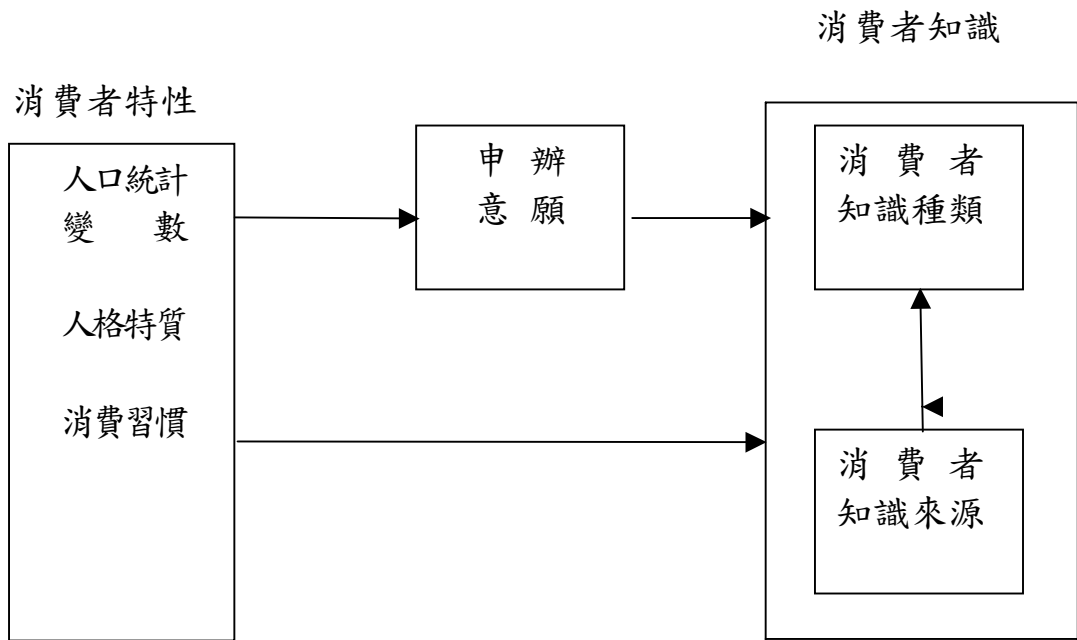 消費者知識
消費者特性
人口統計
變 數
人格特質
消費習慣
申 辦
意 願
消 費 者
知識種類
消 費 者
知識來源